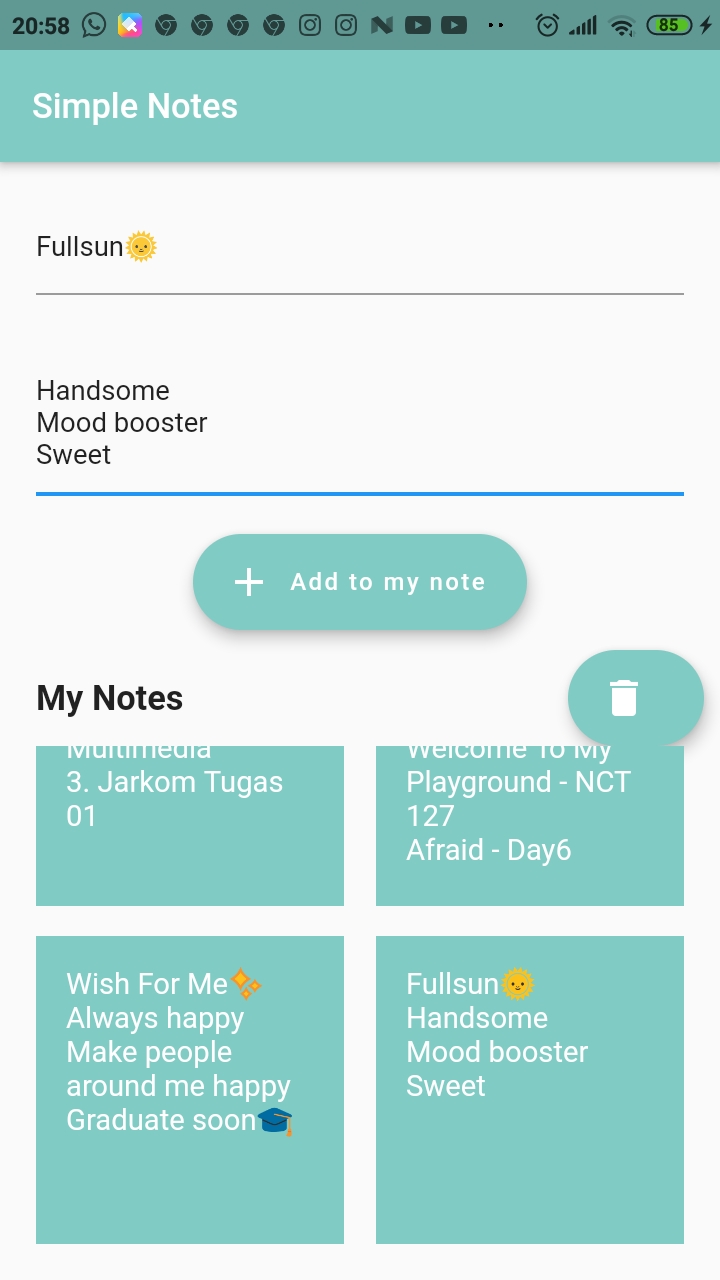 20:58
85
Simple Notes
Fullsun🌞
Handsome
Mood booster
Sweet
Add to my note
My Notes
Multimedia
3. Jarkom Tugas
01
Welcome To My
Playground - NCT
127
Afraid - Day6
Wish For Me✨
Always happy
Make people
around me happy
Graduate soon🎓
Fullsun🌞
Handsome
Mood booster
Sweet